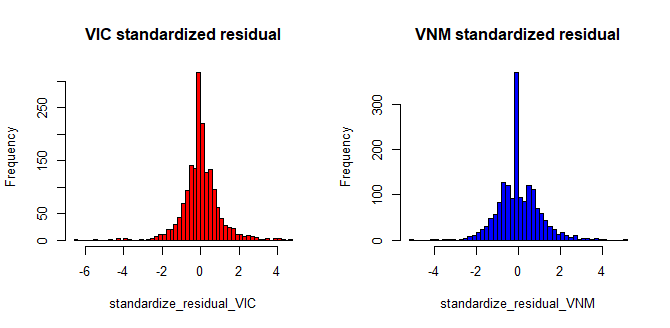 VIC standardized residual
Frequency
0
50
150
250
-6 -4 -2 0 2 4
standardize_residual_VIC
VNM standardized residual
Frequency
0
100
200
300
-4 -2 0 2 4
standardize_residual_VNM